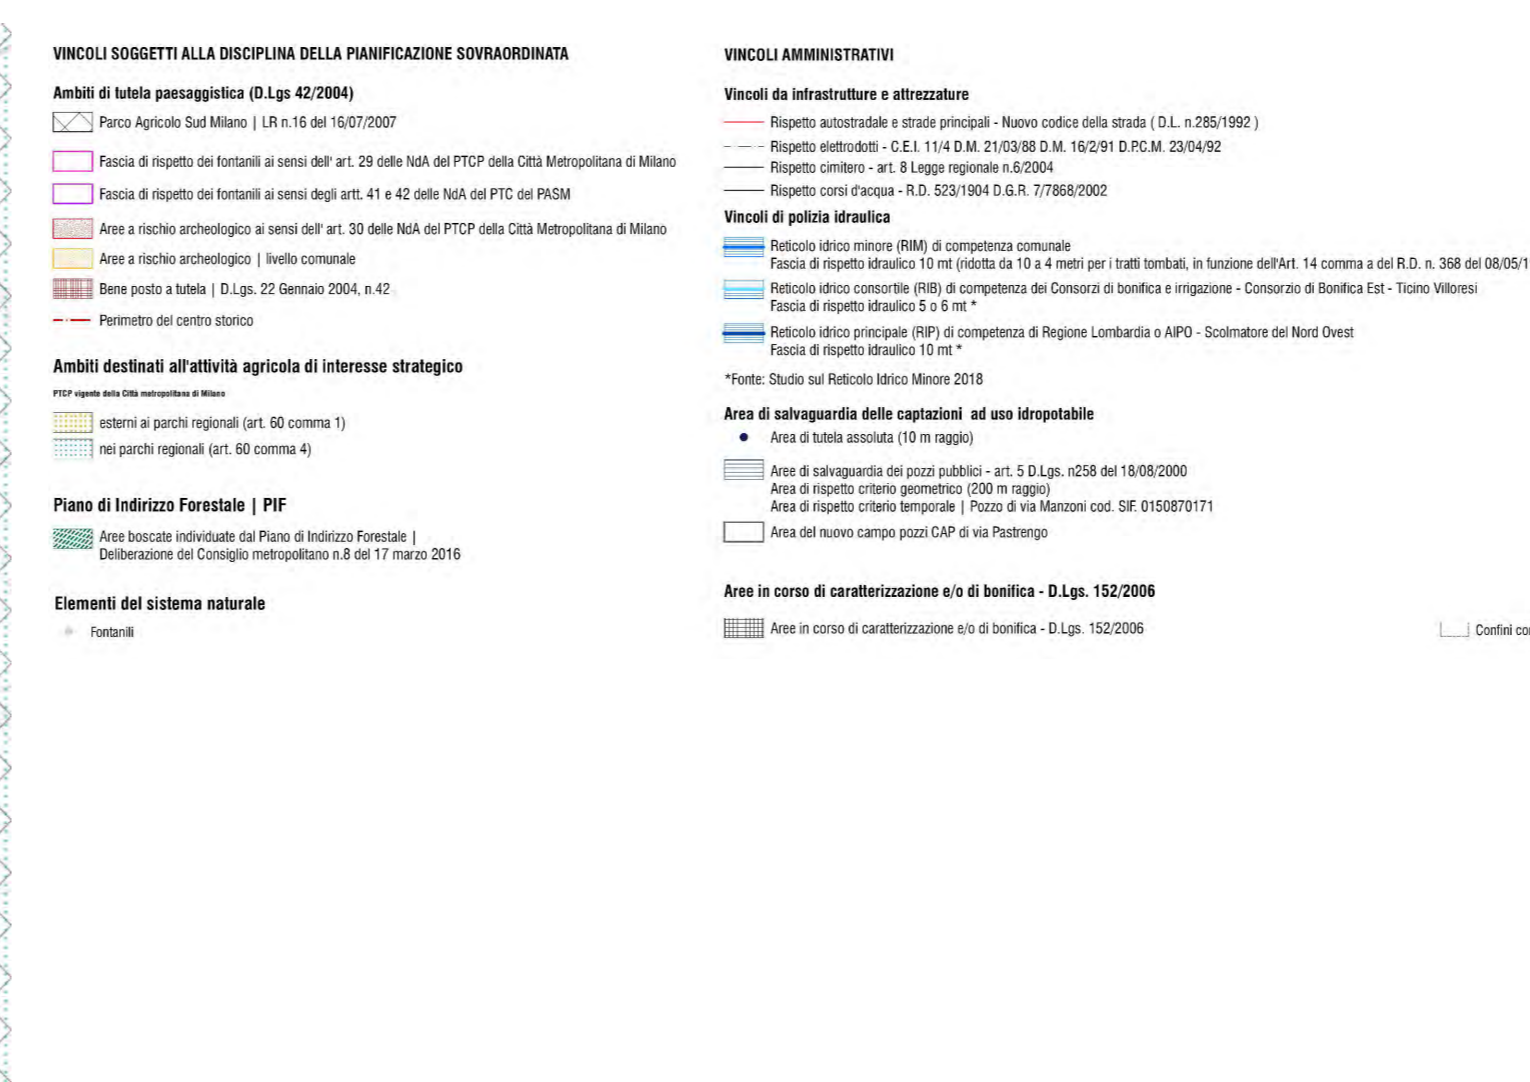 VINCOLI SOGGETTI ALLA DISCIPLINA DELLA PIANIFICAZIONE SOVRAORDINATA
Ambiti di tutela paesaggistica (D.Lgs 42/2004)
Parco Agricolo Sud Milano | LR n.16 del 16/07/2007
Fascia di rispetto dei fontanili ai sensi dell' art. 29 delle NdA del PTCP della Città Metropolitana di Milano
Fascia di rispetto dei fontanili ai sensi degli artt. 41 e 42 delle NdA del PTC del PASM
Aree a rischio archeologico ai sensi dell' art. 30 delle NdA del PTCP della Città Metropolitana di Milano
Aree a rischio archeologico | livello comunale
Bene posto a tutela | D.Lgs. 22 Gennaio 2004, n.42
Perimetro del centro storico
Ambiti destinati all'attività agricola di interesse strategico
PTCP vigente della Città metropolitana di Milano
esterni ai parchi regionali (art. 60 comma 1)
nei parchi regionali (art. 60 comma 4)
Piano di Indirizzo Forestale | PIF
Aree boscate individuate dal Piano di Indirizzo Forestale |
Deliberazione del Consiglio metropolitano n.8 del 17 marzo 2016
Elementi del sistema naturale
Fontanili
VINCOLI AMMINISTRATIVI
Vincoli da infrastrutture e attrezzature
Rispetto autostradale e strade principali - Nuovo codice della strada ( D.L. n.285/1992 )
Rispetto elettrodotti - C.E.I. 11/4 D.M. 21/03/88 D.M. 16/2/91 D.P.C.M. 23/04/92
Rispetto cimitero - art. 8 Legge regionale n.6/2004
Rispetto corsi d'acqua - R.D. 523/1904 D.G.R. 7/7868/2002
Vincoli di polizia idraulica
Reticolo idrico minore (RIM) di competenza comunale
Fascia di rispetto idraulico 10 mt (ridotta da 10 a 4 metri per i tratti tombati, in funzione dell'Art. 14 comma a del R.D. n. 368 del 08/05/1
Reticolo idrico consortile (RIB) di competenza dei Consorzi di bonifica e irrigazione - Consorzio di Bonifica Est - Ticino Villoresi
Fascia di rispetto idraulico 5 o 6 mt *
Reticolo idrico principale (RIP) di competenza di Regione Lombardia o AIPO - Scolmatore del Nord Ovest
Fascia di rispetto idraulico 10 mt *
*Fonte: Studio sul Reticolo Idrico Minore 2018
Area di salvaguardia delle captazioni ad uso idropotabile
Area di tutela assoluta (10 m raggio)
Aree di salvaguardia dei pozzi pubblici - art. 5 D.Lgs. n258 del 18/08/2000
Area di rispetto criterio geometrico (200 m raggio)
Area di rispetto criterio temporale | Pozzo di via Manzoni cod. SIF. 0150870171
Area del nuovo campo pozzi CAP di via Pastrengo
Aree in corso di caratterizzazione e/o di bonifica - D.Lgs. 152/2006
Aree in corso di caratterizzazione e/o di bonifica - D.Lgs. 152/2006
Confini